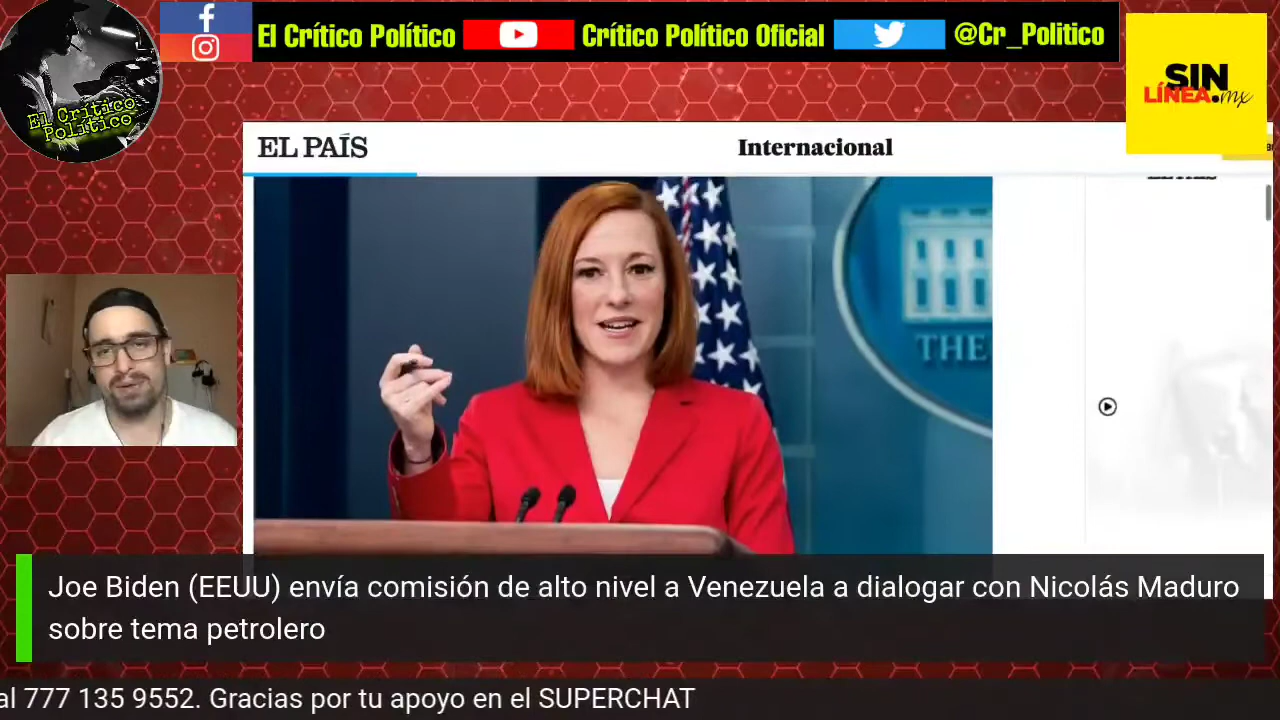 El Crítico Político
Crítico Político Oficial
@Cr_Politico
SIN
LÍNEA.mx
El Crítico
Político
EL PAÍS
Internacional
THE
Joe Biden (EEUU) envía comisión de alto nivel a Venezuela a dialogar con Nicolás Maduro
sobre tema petrolero
al 777 135 9552. Gracias por tu apoyo en el SUPERCHAT